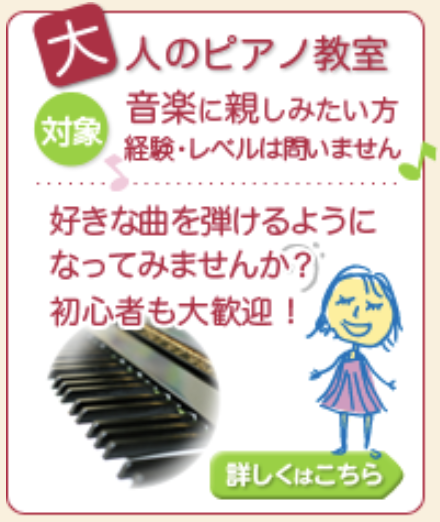 大人のピアノ教室
対象
音楽に親しみたい方
経験・レベルは問いません
好きな曲を弾けるように
なってみませんか?
初心者も大歓迎!
詳しくはこちら